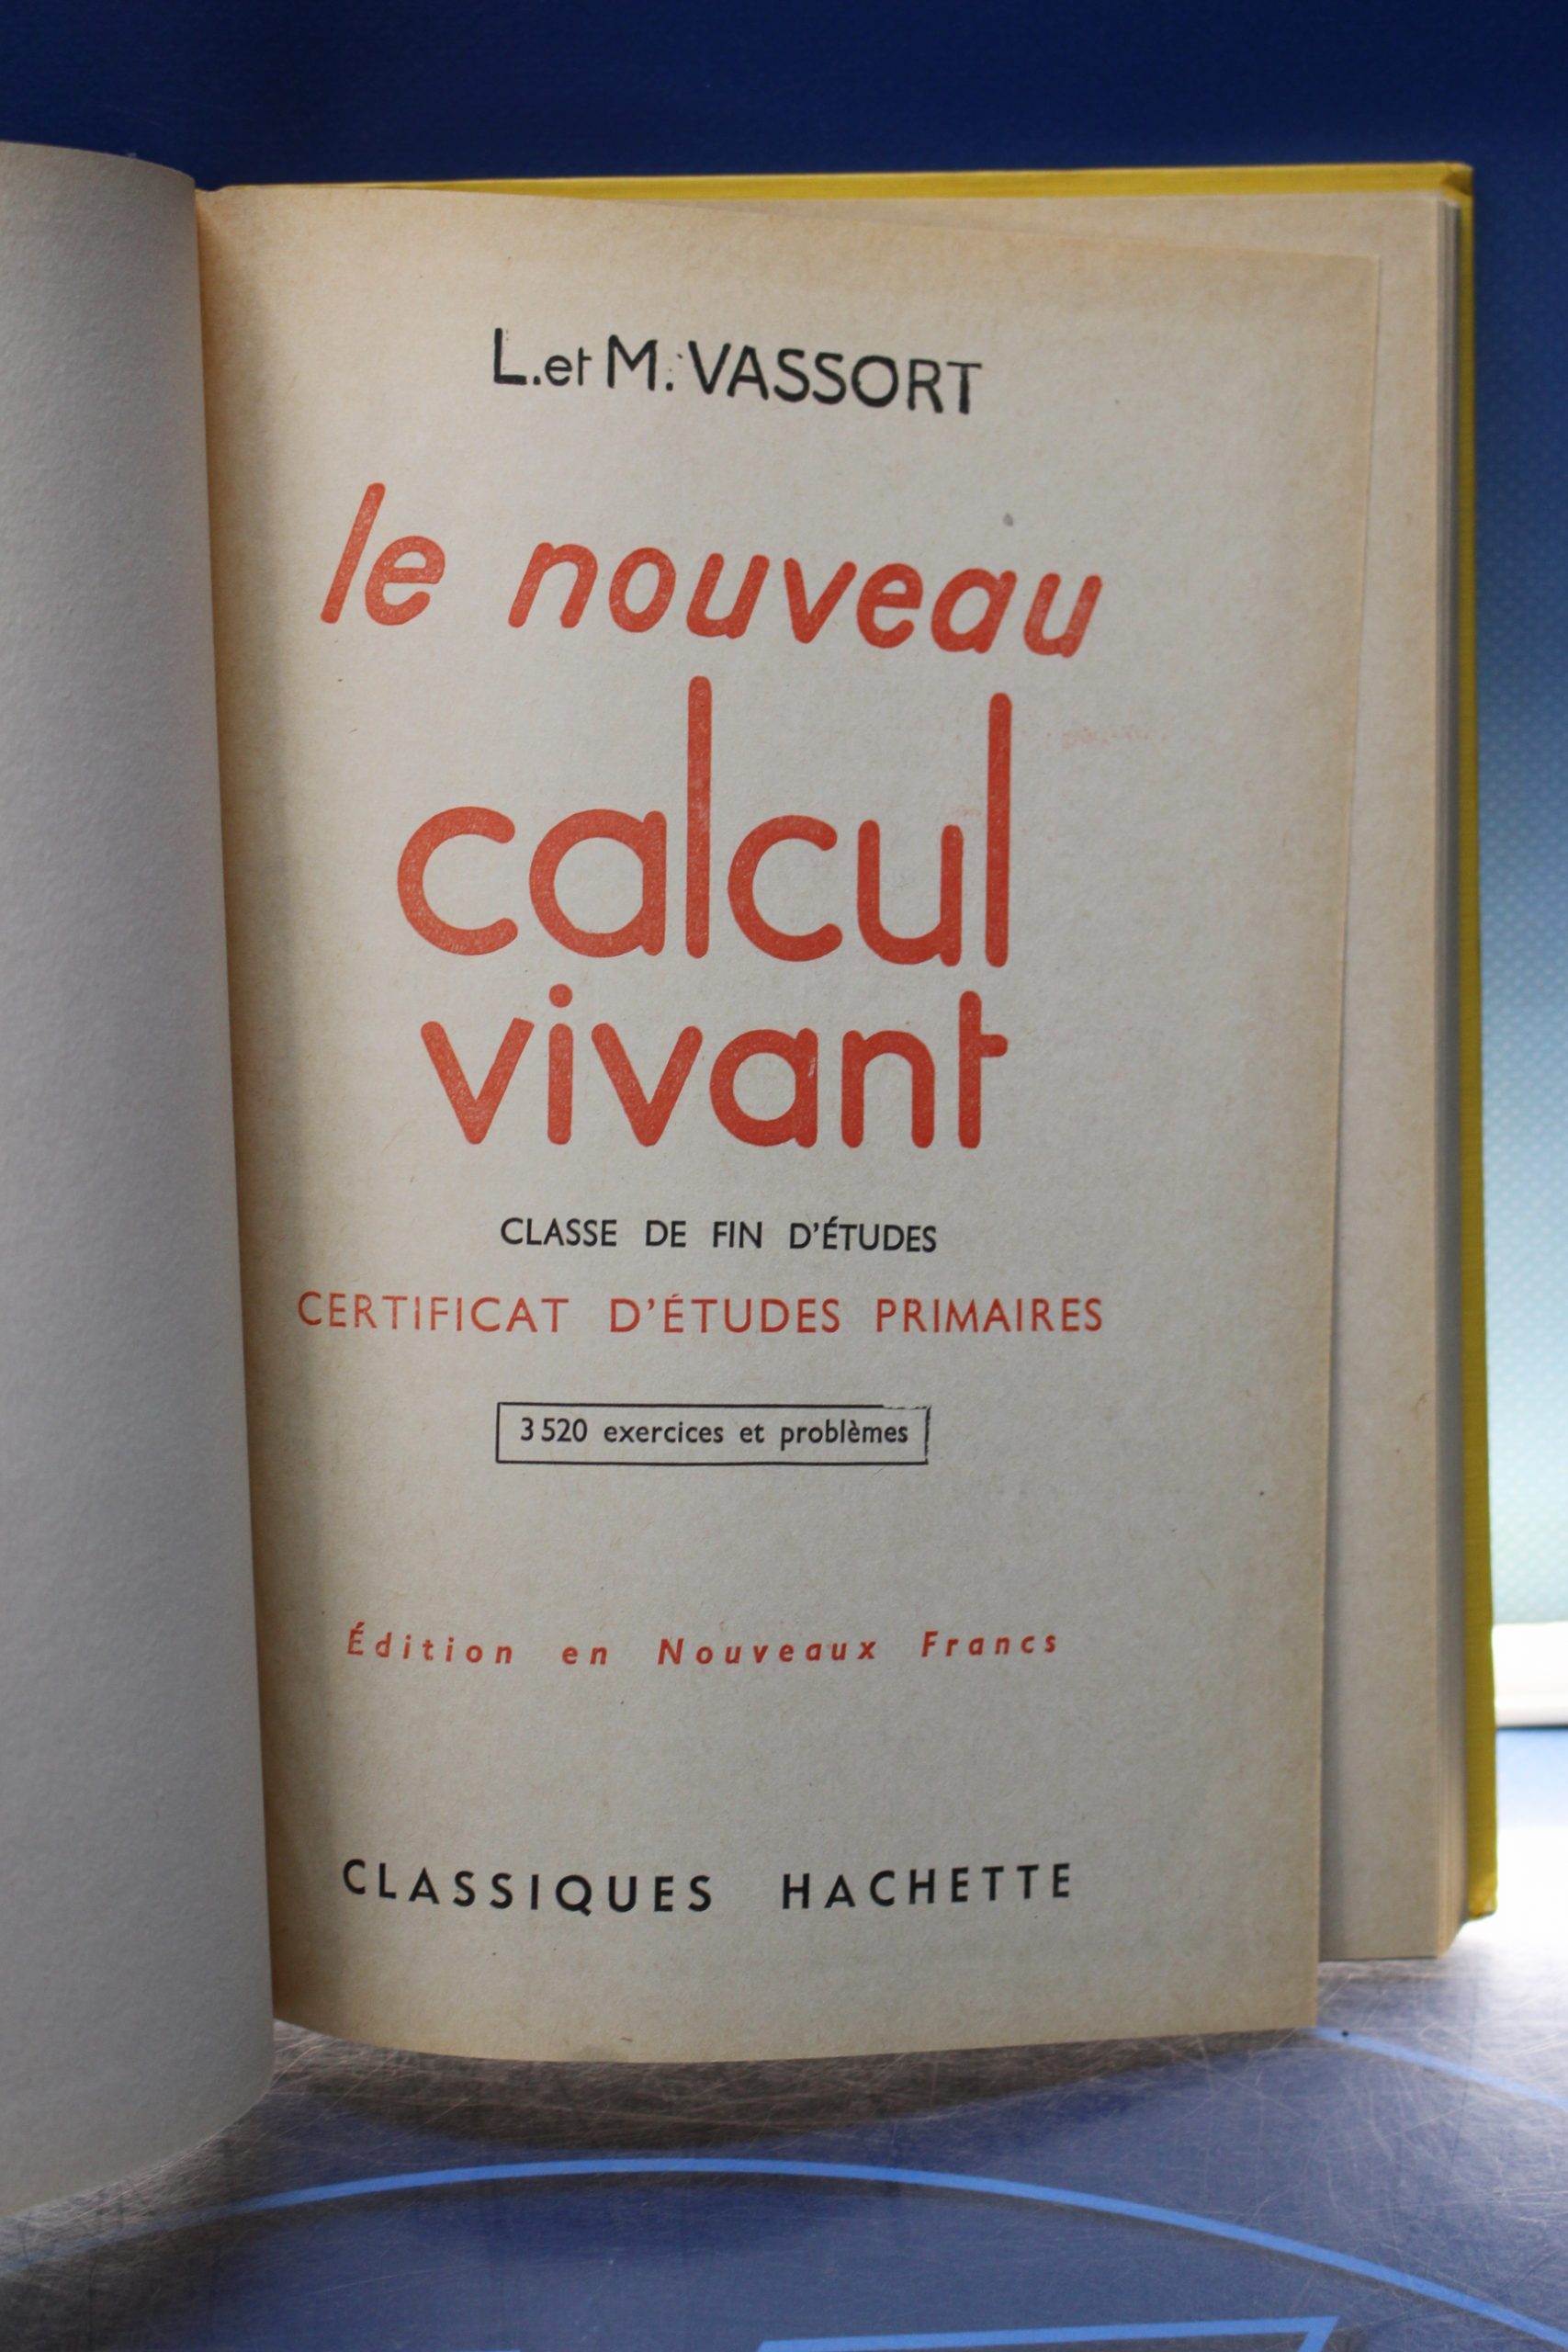 L. et M. VASSORT
le nouveau
calcul
vivant
CLASSE DE FIN D'ÉTUDES
CERTIFICAT D'ÉTUDES PRIMAIRES
3 520 exercices et problèmes
Édition en Nouveaux Francs
CLASSIQUES HACHETTE